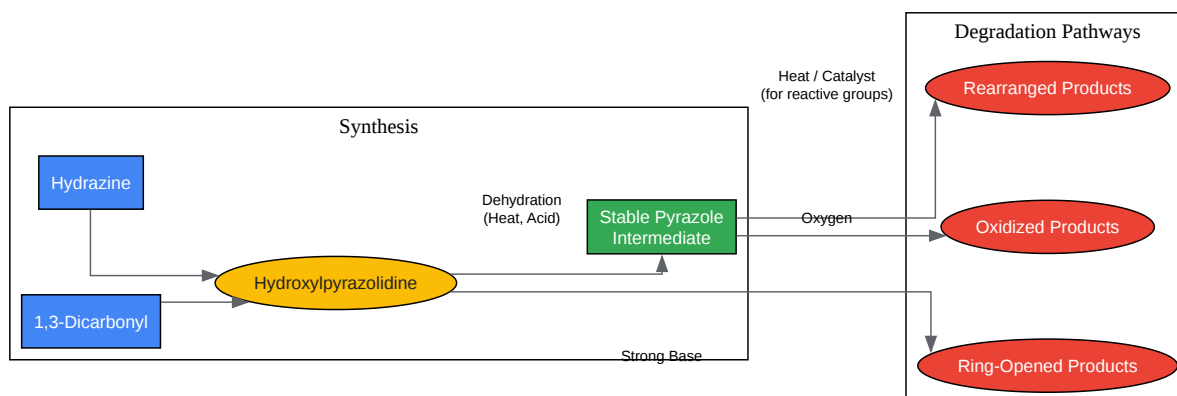 Degradation Pathways
Heat / Catalyst
(for reactive groups)
Rearranged Products
Synthesis
Hydrazine
Dehydration
(Heat, Acid)
Stable Pyrazole
Intermediate
Oxygen
Oxidized Products
Hydroxylpyrazolidine
1,3-Dicarbonyl
Strong Base
Ring-Opened Products